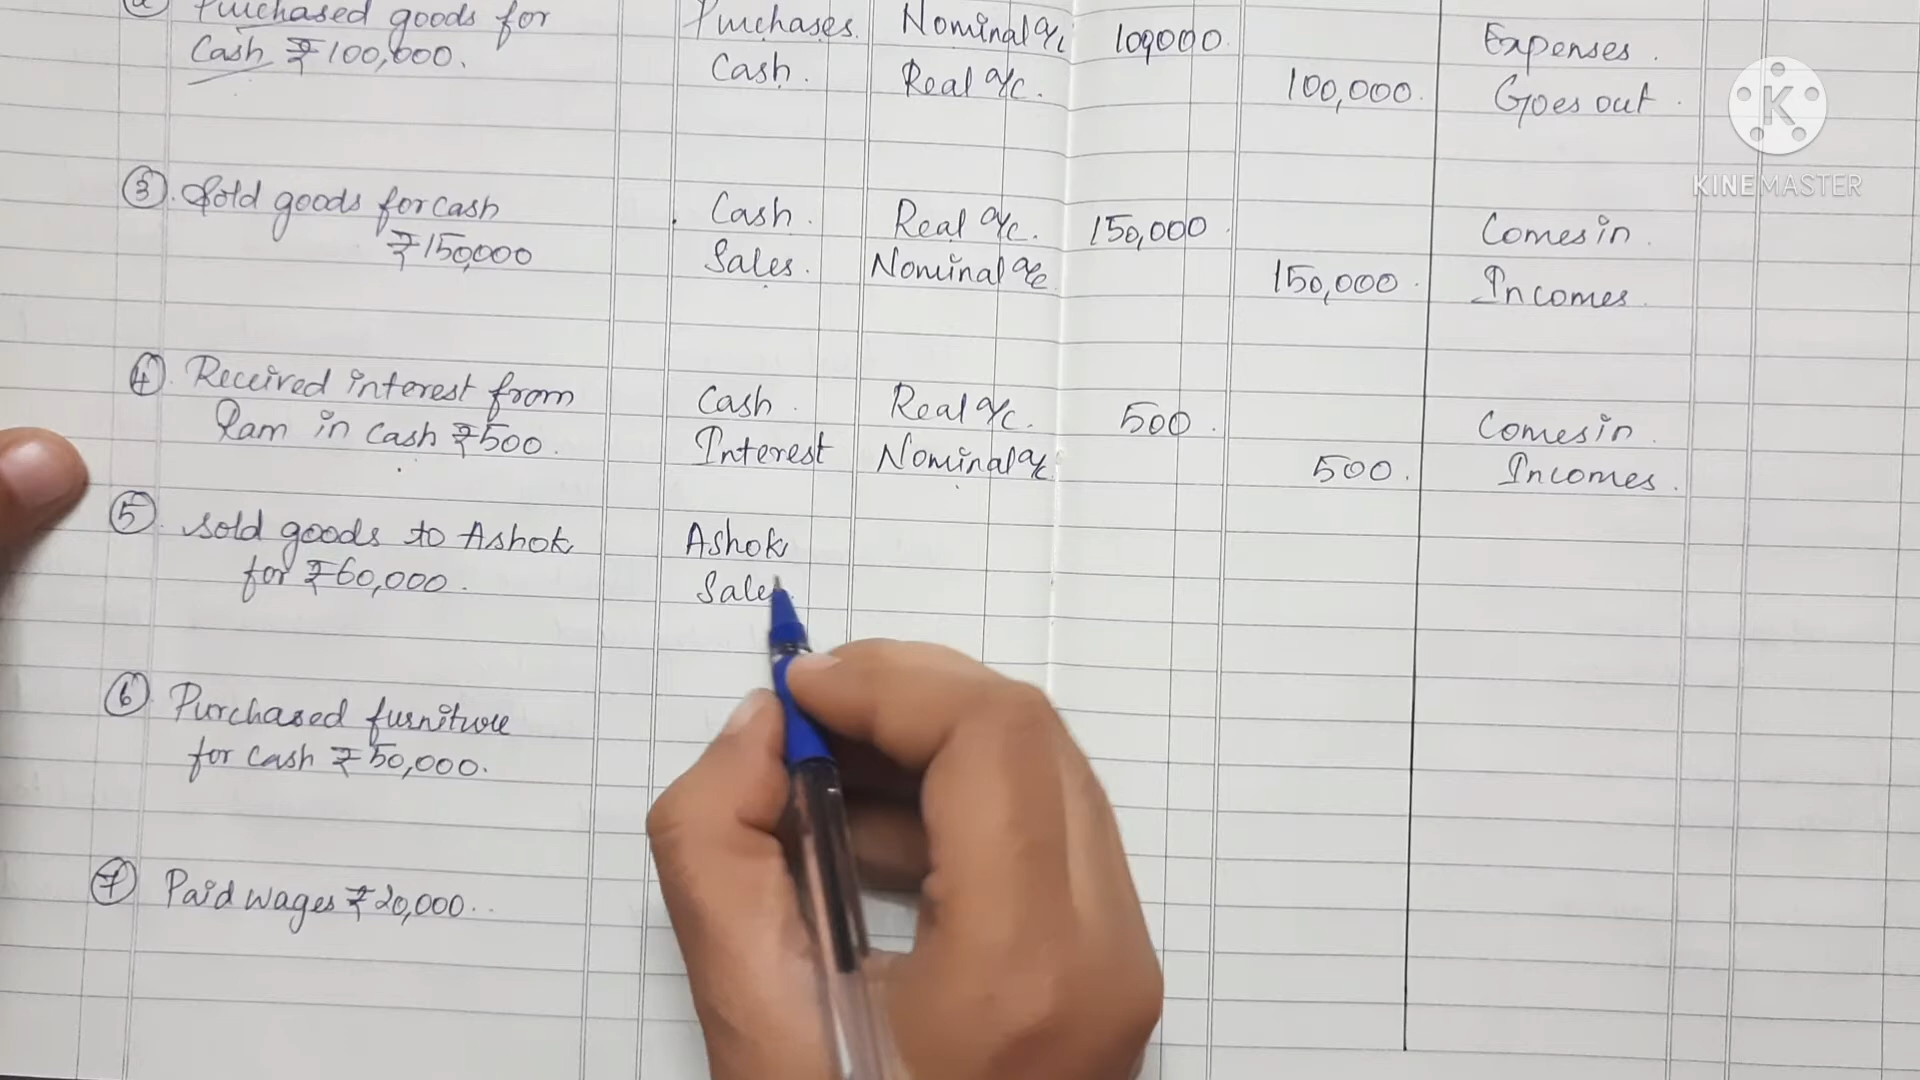 ② Purchased goods for Purchases. Nominal a/c 100000. Expenses.
Cash ₹100,000. Cash. Real a/c. 100,000. Goes out.
K
KINEMASTER
③. Sold goods for cash Cash. Real a/c. 150,000 Comes in.
₹150,000 Sales. Nominal a/c 150,000. Incomes.
④. Received interest from Cash. Real a/c. 500. Comes in.
Ram in cash ₹500. Interest Nominal a/c 500. Incomes.
⑤. Sold goods to Ashok Ashok
for ₹60,000. Sales.
⑥. Purchased furniture
for cash ₹50,000.
⑦ Paid wages ₹20,000..